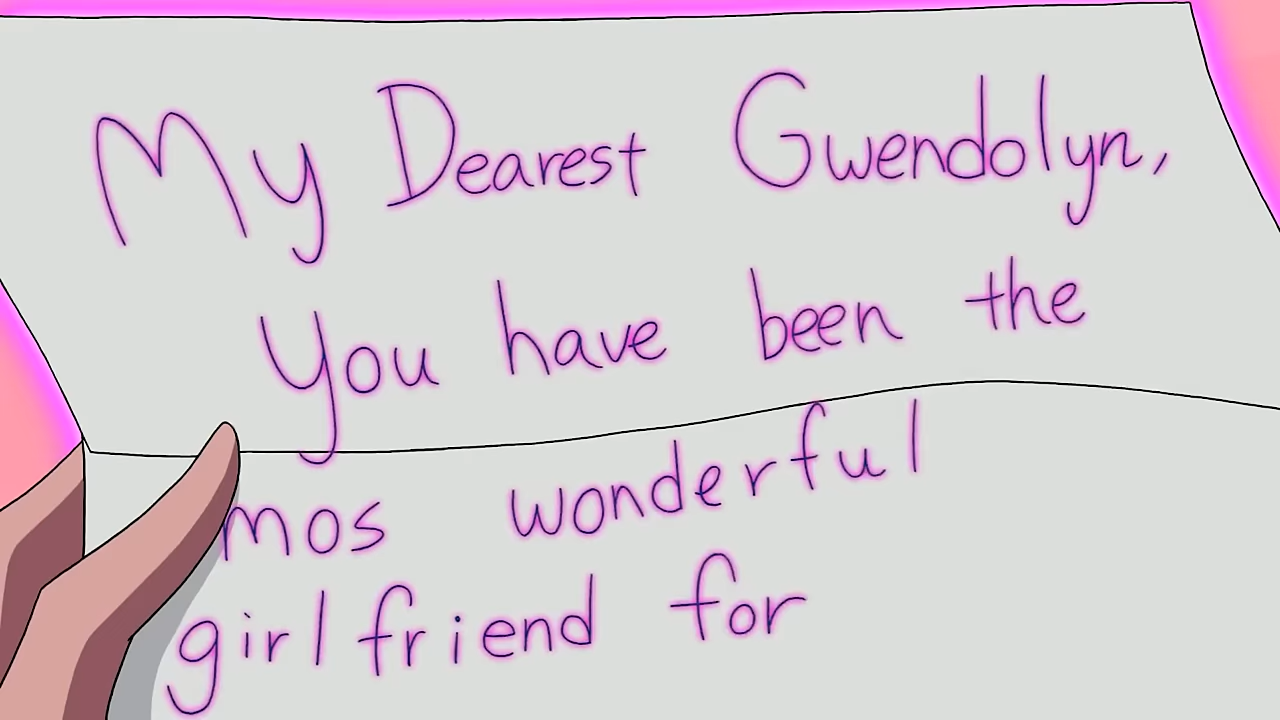 My Dearest Gwendolyn,
You have been the
mos wonderful
girlfriend for